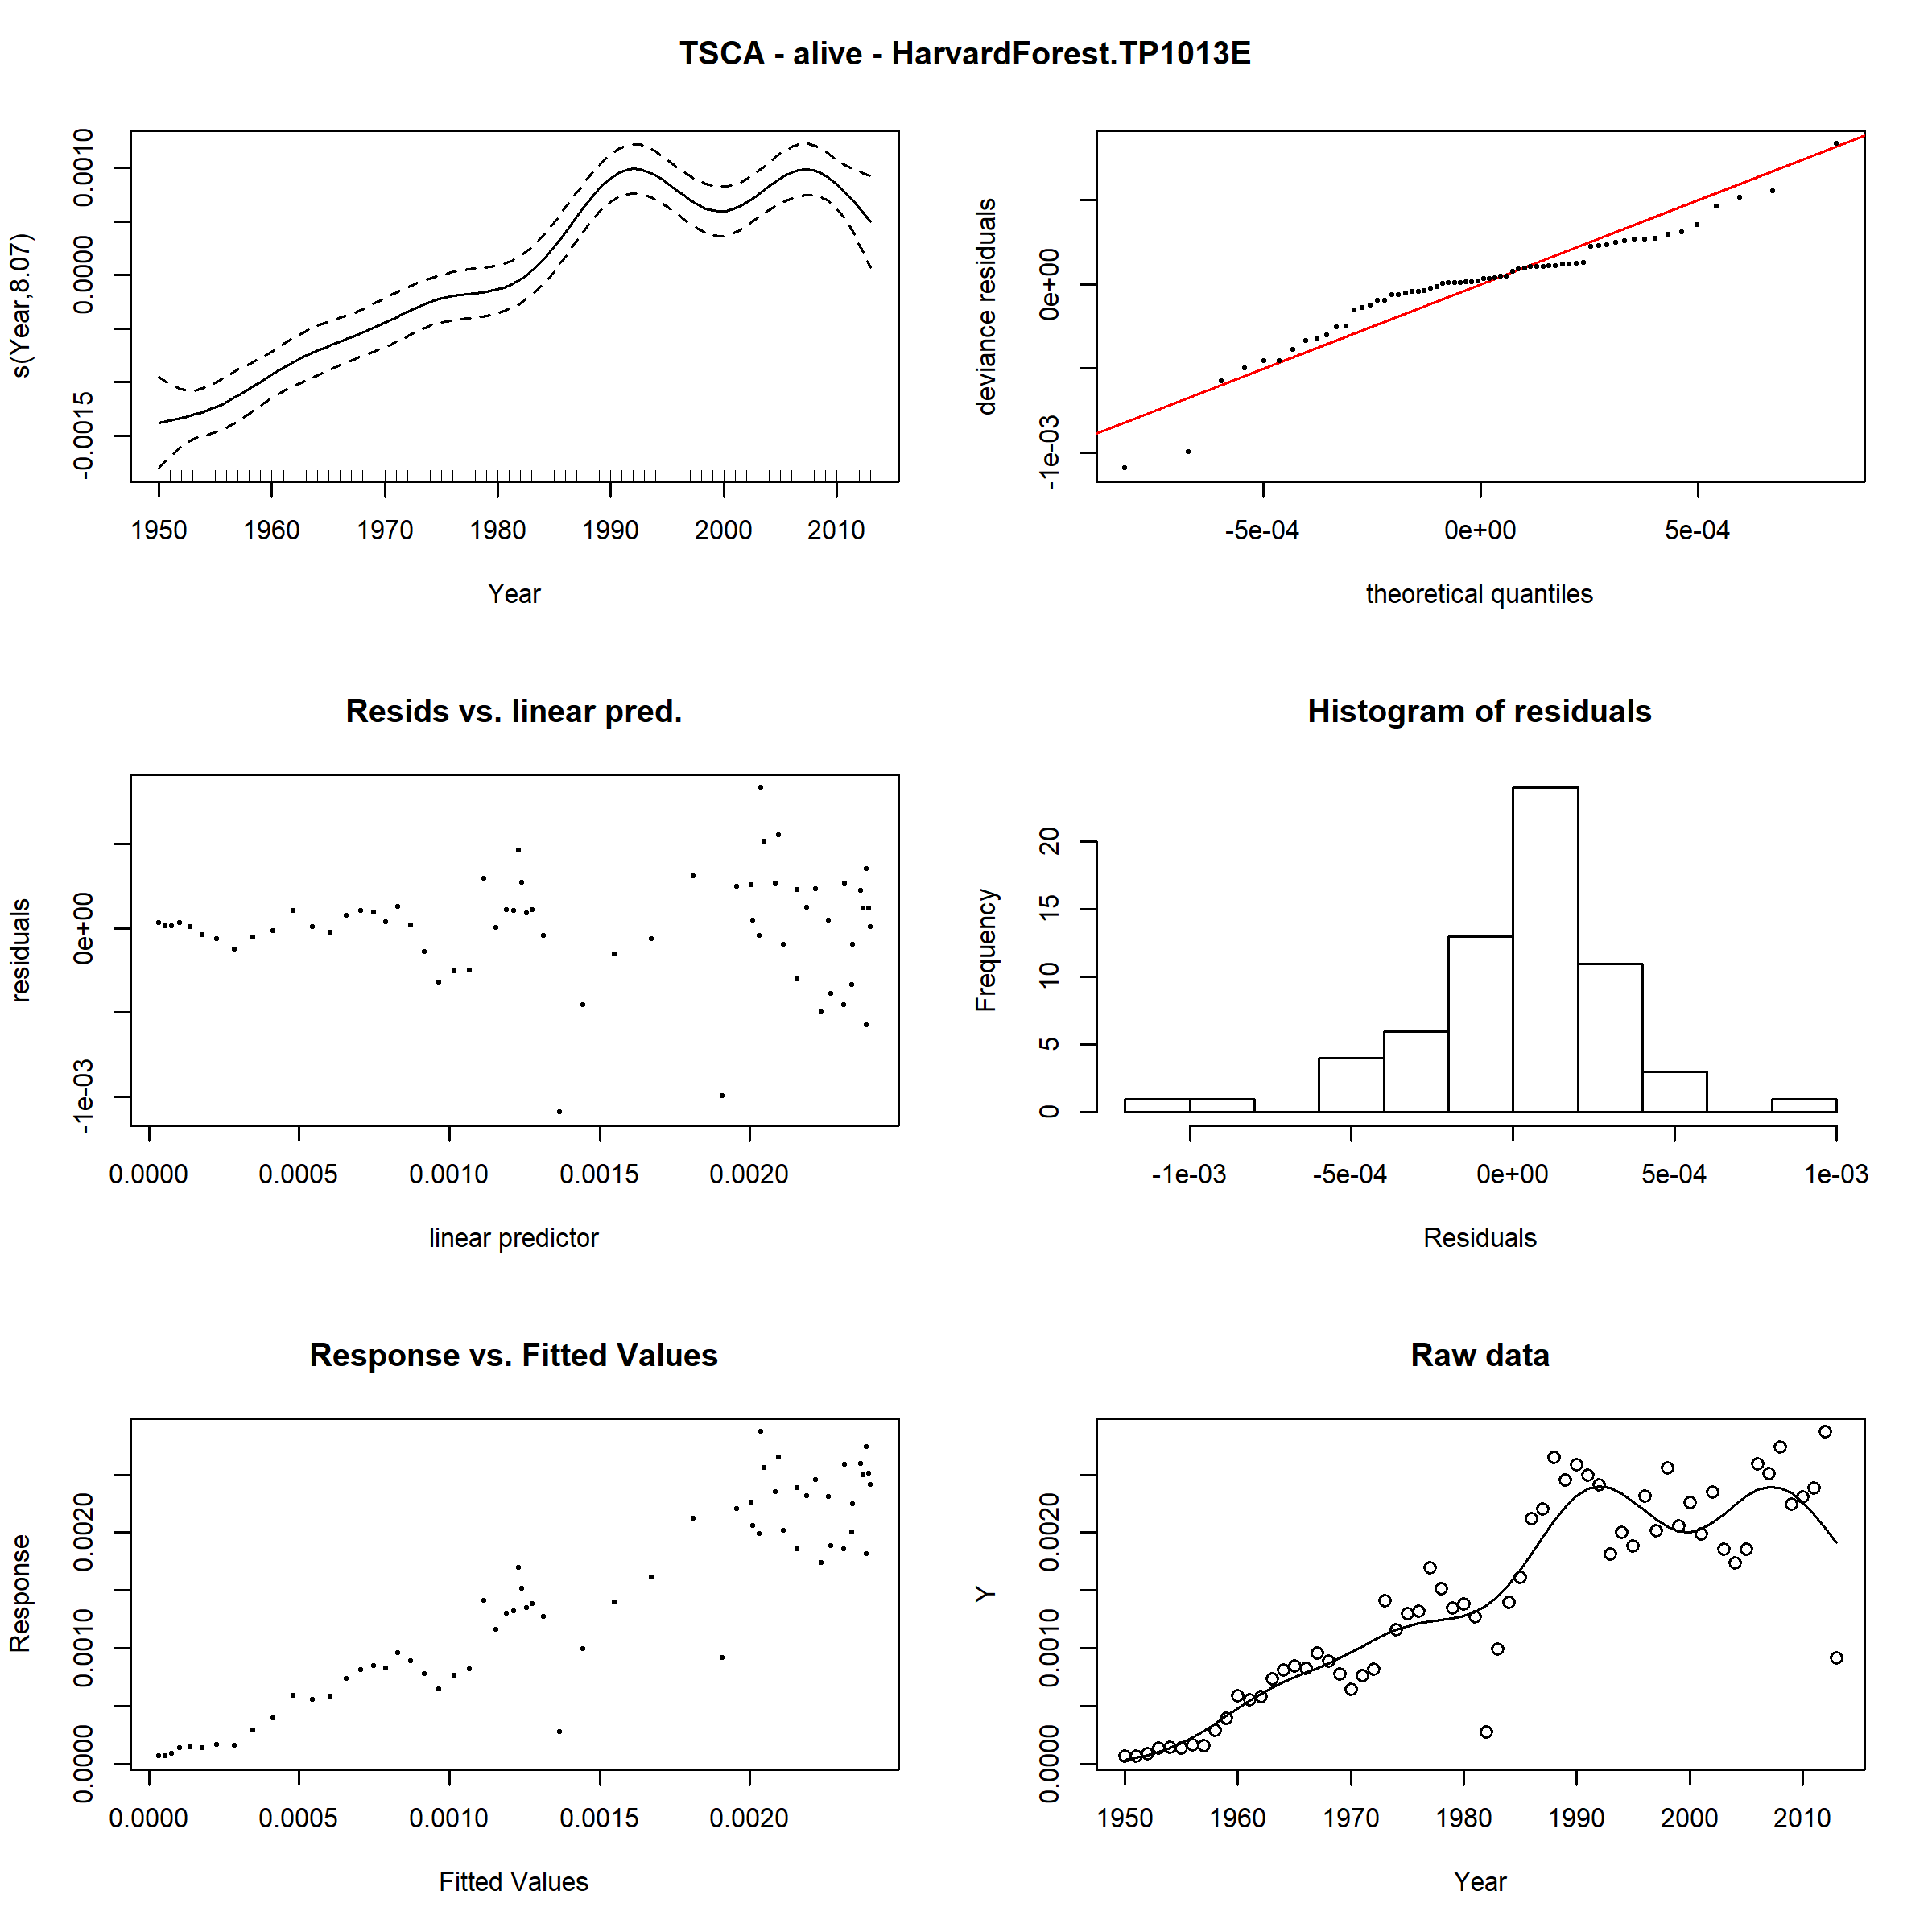 TSCA - alive - HarvardForest.TP1013E
s(Year,8.07)
-0.0015 0.0000 0.0010
1950 1960 1970 1980 1990 2000 2010
Year
deviance residuals
-1e-03 0e+00
-5e-04 0e+00 5e-04
theoretical quantiles
Resids vs. linear pred.
residuals
-1e-03 0e+00
0.0000 0.0005 0.0010 0.0015 0.0020
linear predictor
Histogram of residuals
Frequency
0 5 10 15 20
-1e-03 -5e-04 0e+00 5e-04 1e-03
Residuals
Response vs. Fitted Values
Response
0.0000 0.0010 0.0020
0.0000 0.0005 0.0010 0.0015 0.0020
Fitted Values
Raw data
Y
0.0000 0.0010 0.0020
1950 1960 1970 1980 1990 2000 2010
Year